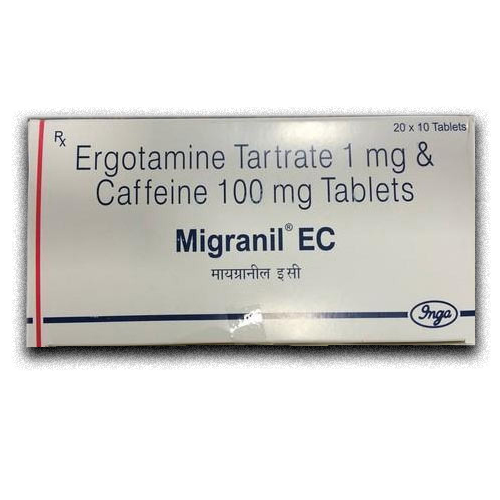 Rx
20 x 10 Tablets
Ergotamine Tartrate 1 mg &
Caffeine 100 mg Tablets
Migranil® EC
मायग्रानील इ सी
Inga